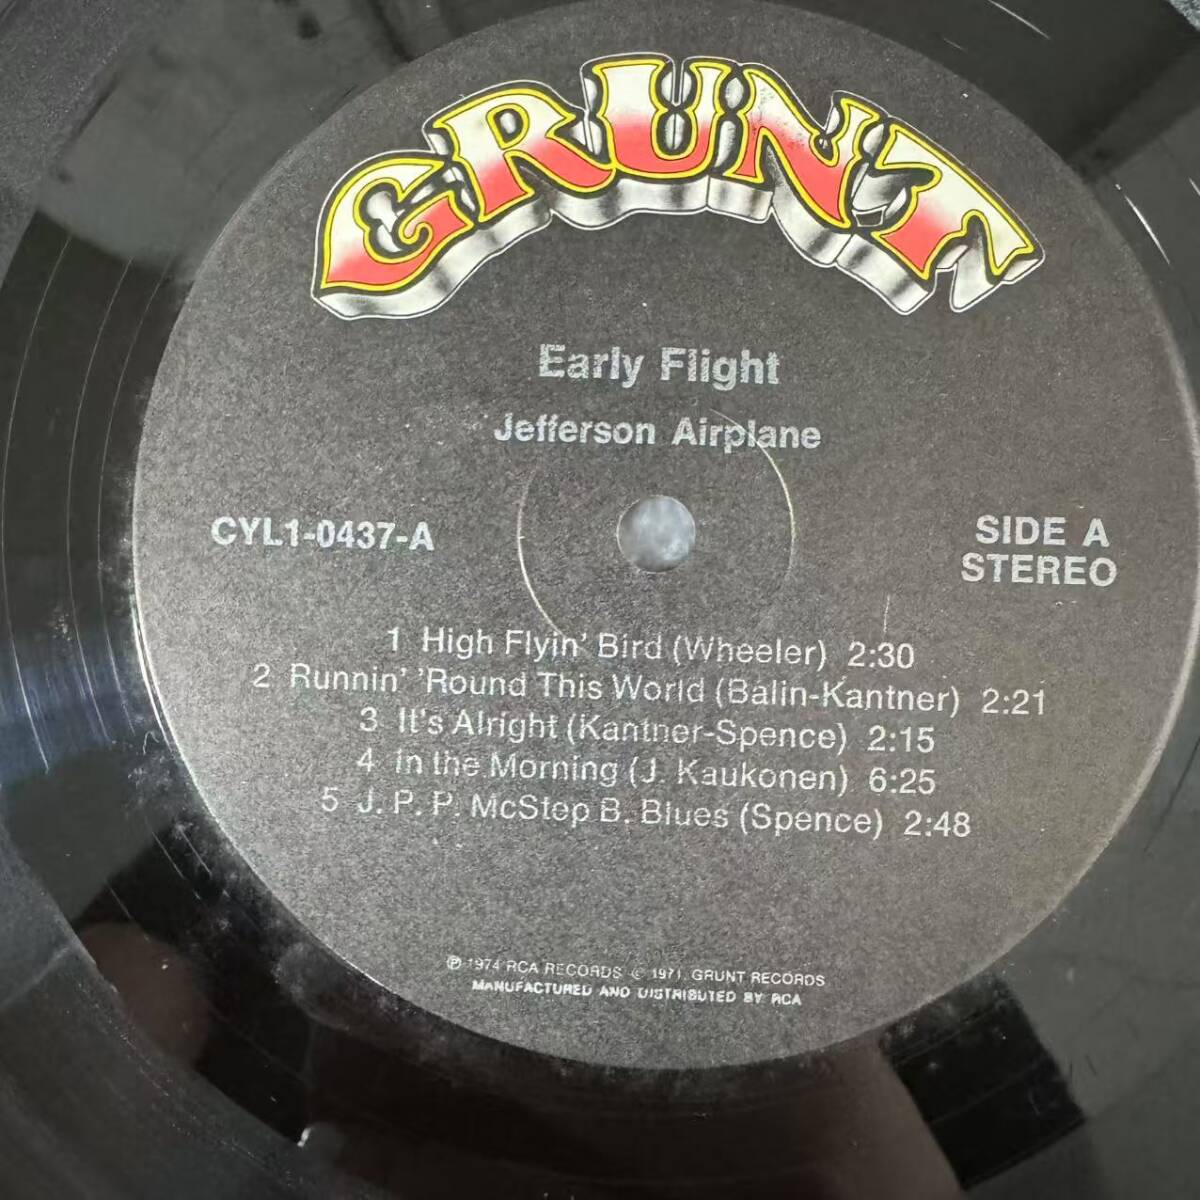 GRUNT
Early Flight
Jefferson Airplane
CYL1-0437-A
SIDE A
STEREO
1 High Flyin' Bird (Wheeler) 2:30
2 Runnin' 'Round This World (Balin-Kantner) 2:21
3 It's Alright (Kantner-Spence) 2:15
4 In the Morning (J. Kaukonen) 6:25
5 J. P. P. McStep B. Blues (Spence) 2:48
℗ 1974 RCA RECORDS © 1971, GRUNT RECORDS
MANUFACTURED AND DISTRIBUTED BY RCA